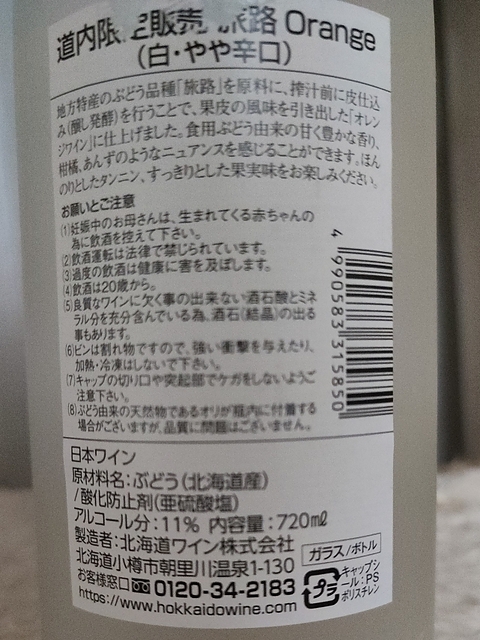 道内限 定販売 旅路 Orange
(白・やや辛口)
地方特産のぶどう品種「旅路」を原料に、搾汁前に皮仕込
み(醸し発酵)を行うことで、果皮の風味を引き出した「オレン
ジワイン」に仕上げました。食用ぶどう由来の甘く豊かな香り、
柑橘、あんずのようなニュアンスを感じることができます。ほん
のりとしたタンニン、すっきりとした果実味をお楽しみください。
お願いとご注意
(1)妊娠中のお母さんは、生まれてくる赤ちゃんの
為に飲酒を控えて下さい。
(2)飲酒運転は法律で禁じられています。
(3)過度の飲酒は健康に害を及ぼします。
(4)飲酒は20歳から。
(5)良質なワインに欠く事の出来ない酒石酸とミネ
ラル分を充分含んでいる為、酒石(結晶)の出る
事もあります。
(6)ビンは割れ物ですので、強い衝撃を与えたり、
加熱・冷凍はしないで下さい。
(7)キャップの切り口や突起部でケガをしないようご
注意下さい。
(8)ぶどう由来の天然物であるオリが瓶内に付着する
場合がございますが、品質に問題はございません。
4 990583 315850
日本ワイン
原材料名:ぶどう(北海道産)
/酸化防止剤(亜硫酸塩)
アルコール分:11% 内容量:720㎖
製造者:北海道ワイン株式会社
北海道小樽市朝里川温泉1-130
お客様窓口 0120-34-2183
https://www.hokkaidowine.com
ガラス/ボトル
プラ
キャップシ
ール:PS
ポリスチレン